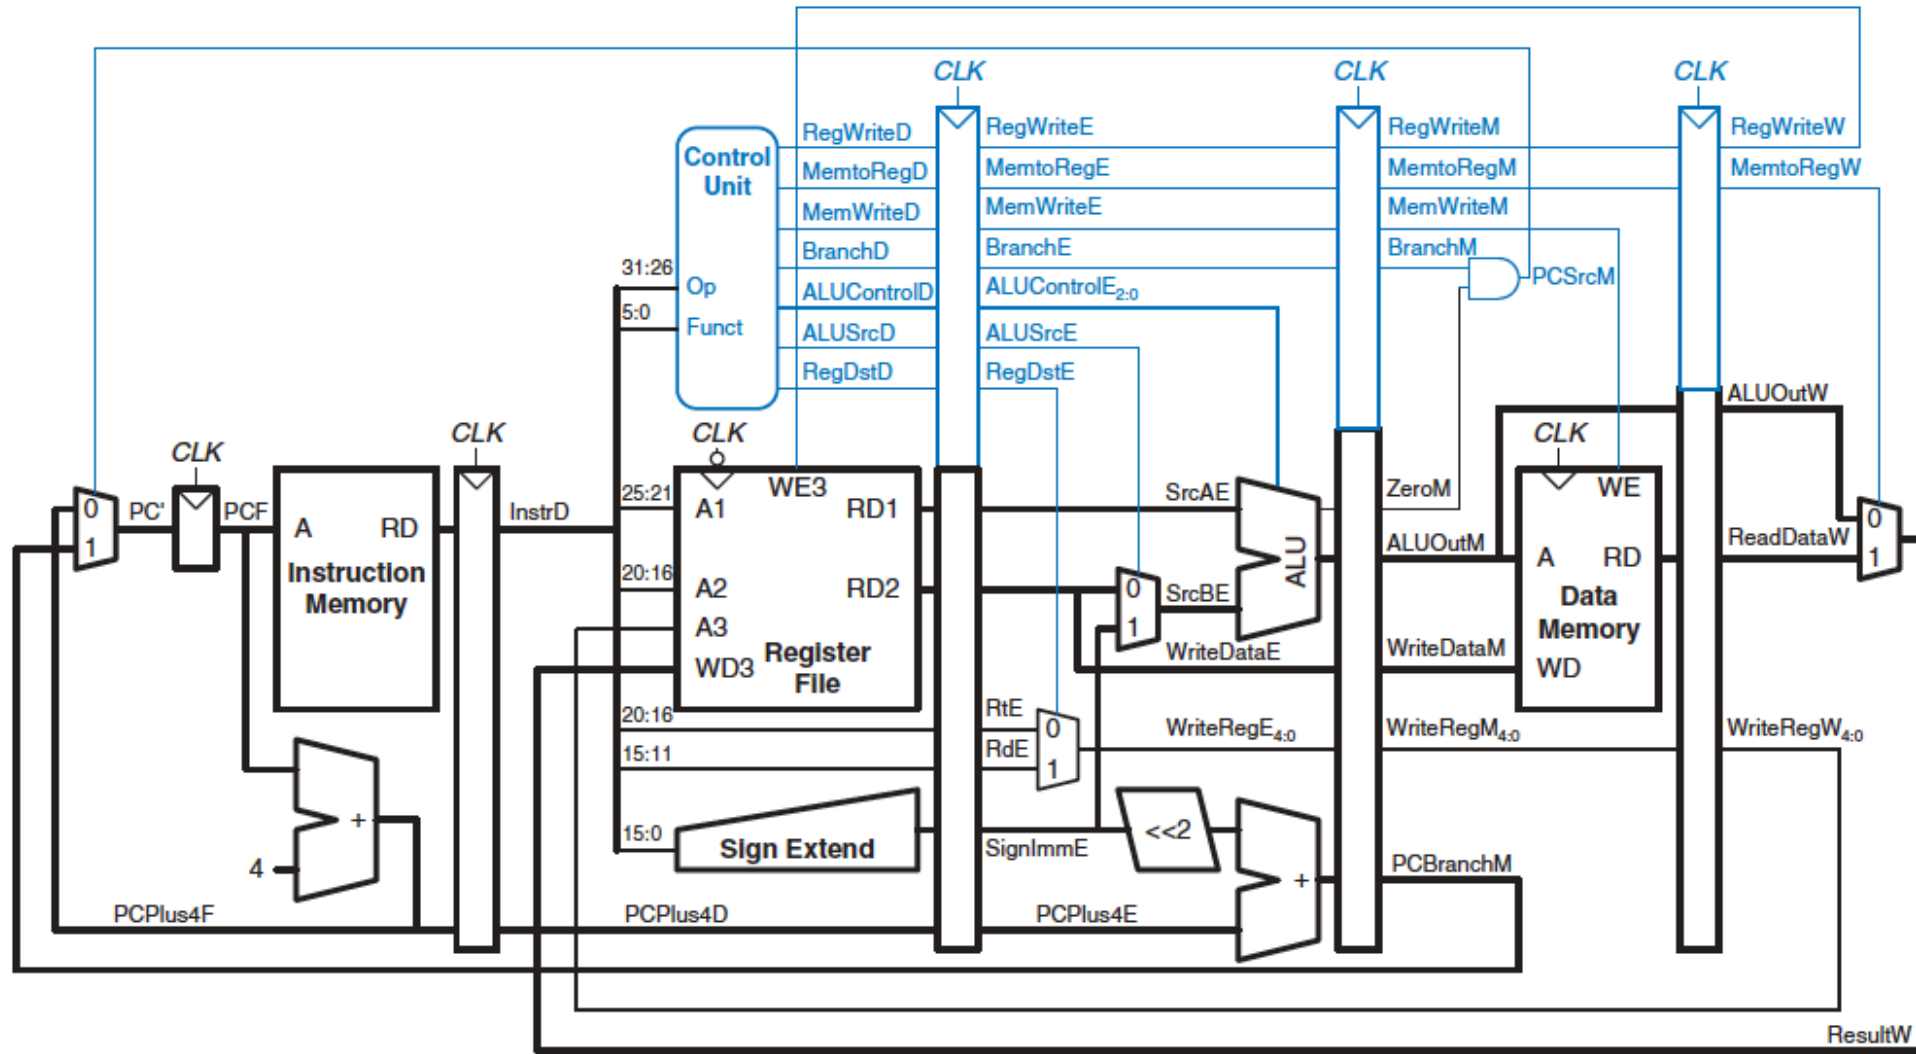 CLK
CLK
CLK
RegWriteD
RegWriteE
RegWriteM
RegWriteW
Control
Unit
MemtoRegD
MemtoRegE
MemtoRegM
MemtoRegW
MemWriteD
MemWriteE
MemWriteM
BranchD
BranchE
BranchM
31:26
Op
ALUControlD
ALUControlE2:0
PCSrcM
5:0
Funct
ALUSrcD
ALUSrcE
RegDstD
RegDstE
ALUOutW
CLK
CLK
CLK
CLK
0
1
PC'
PCF
A
RD
Instruction
Memory
InstrD
25:21
A1
WE3
RD1
SrcAE
ZeroM
WE
20:16
A2
RD2
0
1
SrcBE
ALU
ALUOutM
A
RD
Data
Memory
ReadDataW
0
1
A3
WD3
Register
File
WriteDataE
WriteDataM
WD
20:16
RtE
0
15:11
RdE
1
WriteRegE4:0
WriteRegM4:0
WriteRegW4:0
+
4
15:0
Sign Extend
SignImmE
<<2
+
PCBranchM
PCPlus4F
PCPlus4D
PCPlus4E
ResultW